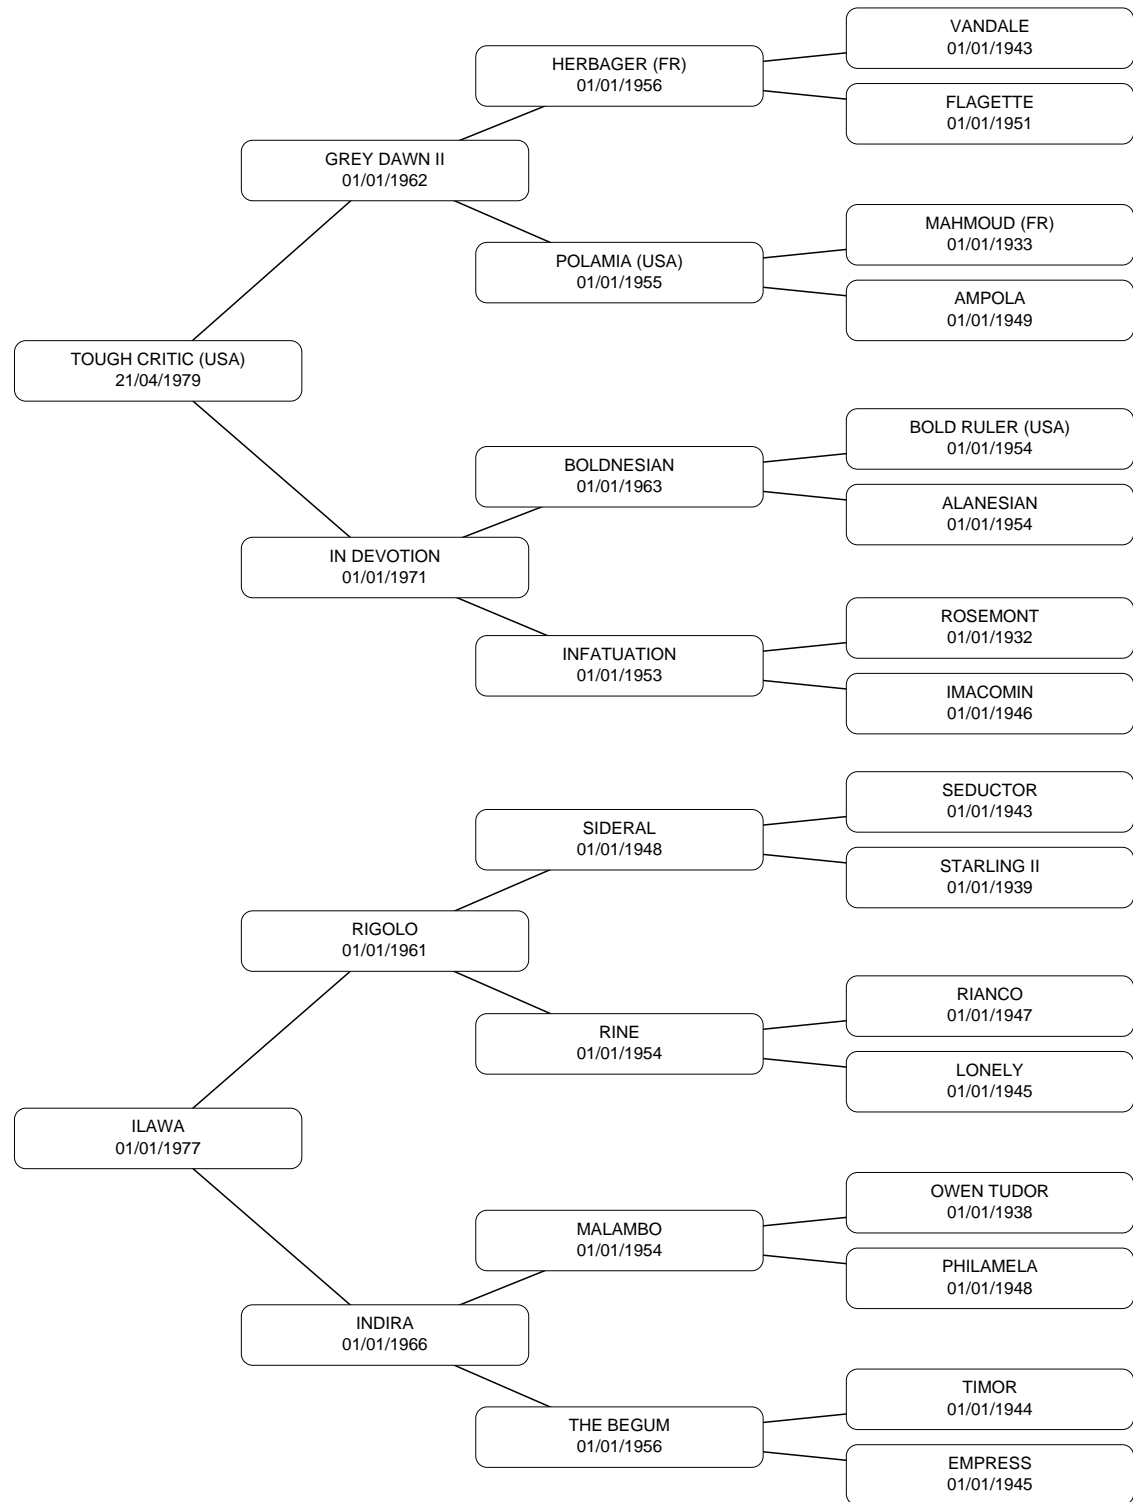 VANDALE
01/01/1943
HERBAGER (FR)
01/01/1956
FLAGETTE
01/01/1951
GREY DAWN II
01/01/1962
MAHMOUD (FR)
01/01/1933
POLAMIA (USA)
01/01/1955
AMPOLA
01/01/1949
TOUGH CRITIC (USA)
21/04/1979
BOLD RULER (USA)
01/01/1954
BOLDNESIAN
01/01/1963
ALANESIAN
01/01/1954
IN DEVOTION
01/01/1971
ROSEMONT
01/01/1932
INFATUATION
01/01/1953
IMACOMIN
01/01/1946
SEDUCTOR
01/01/1943
SIDERAL
01/01/1948
STARLING II
01/01/1939
RIGOLO
01/01/1961
RIANCO
01/01/1947
RINE
01/01/1954
LONELY
01/01/1945
ILAWA
01/01/1977
OWEN TUDOR
01/01/1938
MALAMBO
01/01/1954
PHILAMELA
01/01/1948
INDIRA
01/01/1966
TIMOR
01/01/1944
THE BEGUM
01/01/1956
EMPRESS
01/01/1945